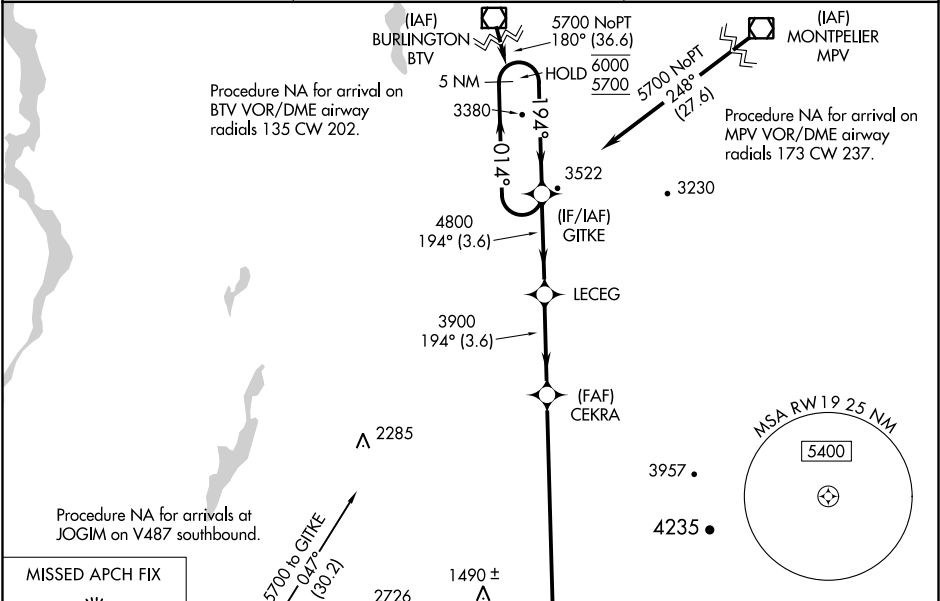 (IAF)
BURLINGTON
BTV
5700 NoPT
180° (36.6)
HOLD 6000
5700
5 NM
3380
194°
014°
5700 NoPT
248°
(27.6)
(IAF)
MONTPELIER
MPV
Procedure NA for arrival on
BTV VOR/DME airway
radials 135 CW 202.
Procedure NA for arrival on
MPV VOR/DME airway
radials 173 CW 237.
3522
3230
(IF/IAF)
GITKE
4800
194° (3.6)
LECEG
3900
194° (3.6)
(FAF)
CEKRA
2285
MSA RW19 25 NM
5400
3957
4235
Procedure NA for arrivals at
JOGIM on V487 southbound.
5700 to GITKE
047°
(30.2)
MISSED APCH FIX
2726
1490 ±